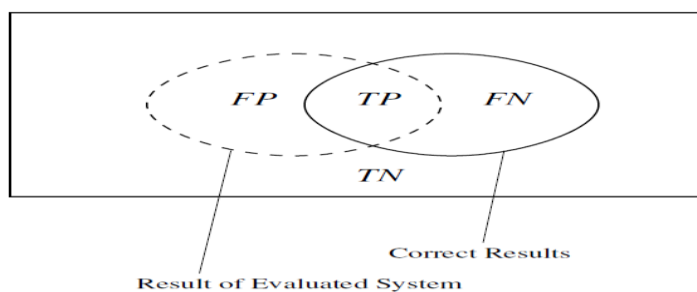 FP TP FN
TN
Correct Results
Result of Evaluated System